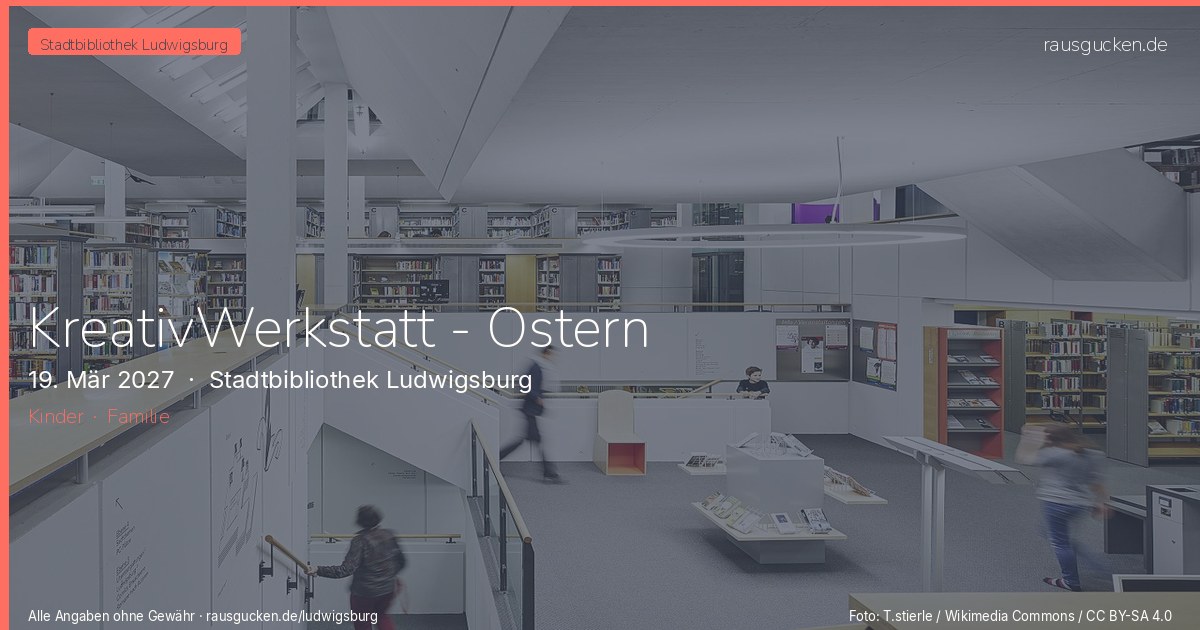 Stadtbibliothek Ludwigsburg
rausgucken.de
KreativWerkstatt - Ostern
19. Mär 2027 · Stadtbibliothek Ludwigsburg
Kinder · Familie
Alle Angaben ohne Gewähr · rausgucken.de/ludwigsburg
Foto: T.stierle / Wikimedia Commons / CC BY-SA 4.0